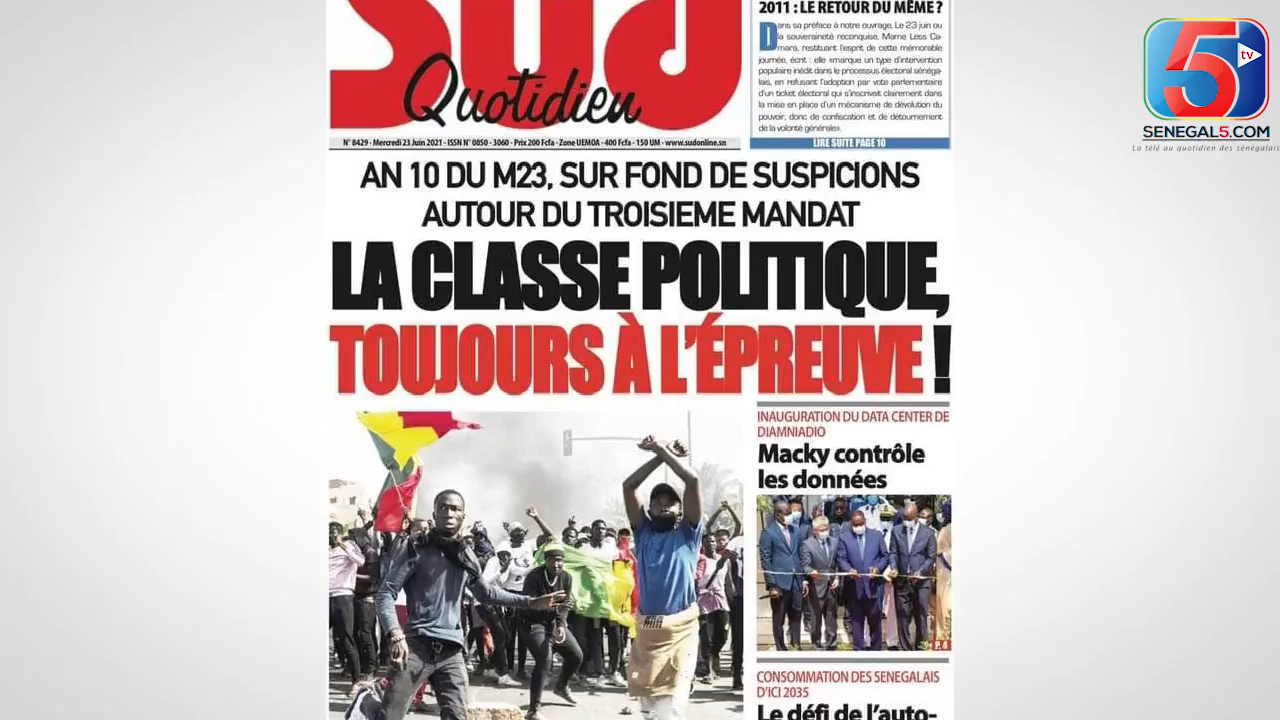 SUD
Quotidien
N° 8429 - Mercredi 23 Juin 2021 - ISSN N° 0850 - 3060 - Prix 200 Fcfa - Zone UEMOA - 400 Fcfa - 150 UM - www.sudonline.sn
2011 : LE RETOUR DU MÊME ?
Dans sa préface à notre ouvrage, Le 23 juin ou
la souveraineté reconquise, Mame Less Ca-
mara, restituant l'esprit de cette mémorable
journée, écrit : elle «marque un type d'intervention
populaire inédit dans le processus électoral sénéga-
lais, en refusant l'adoption par vote parlementaire
d'un ticket électoral qui s'inscrivait clairement dans
la mise en place d'un mécanisme de dévolution du
pouvoir, donc de confiscation et de détournement
de la volonté générale».
LIRE SUITE PAGE 10
5
tv
SENEGAL5.COM
La télé au quotidien des sénégalais
AN 10 DU M23, SUR FOND DE SUSPICIONS
AUTOUR DU TROISIEME MANDAT
LA CLASSE POLITIQUE,
TOUJOURS À L'ÉPREUVE !
INAUGURATION DU DATA CENTER DE
DIAMNIADIO
Macky contrôle
les données
P.4
CONSOMMATION DES SENEGALAIS
D'ICI 2035
Le défi de l'auto-